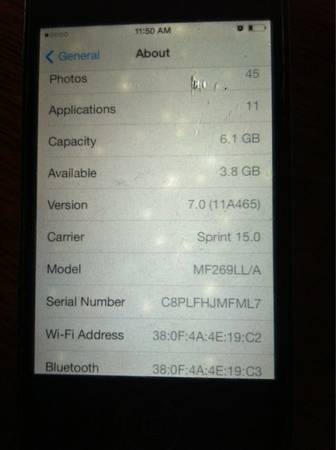 11:50 AM
General
About
Photos 45
Applications 11
Capacity 6.1 GB
Available 3.8 GB
Version 7.0 (11A465)
Carrier Sprint 15.0
Model MF269LL/A
Serial Number C8PLFHJMFML7
Wi-Fi Address 38:0F:4A:4E:19:C2
Bluetooth 38:0F:4A:4E:19:C3